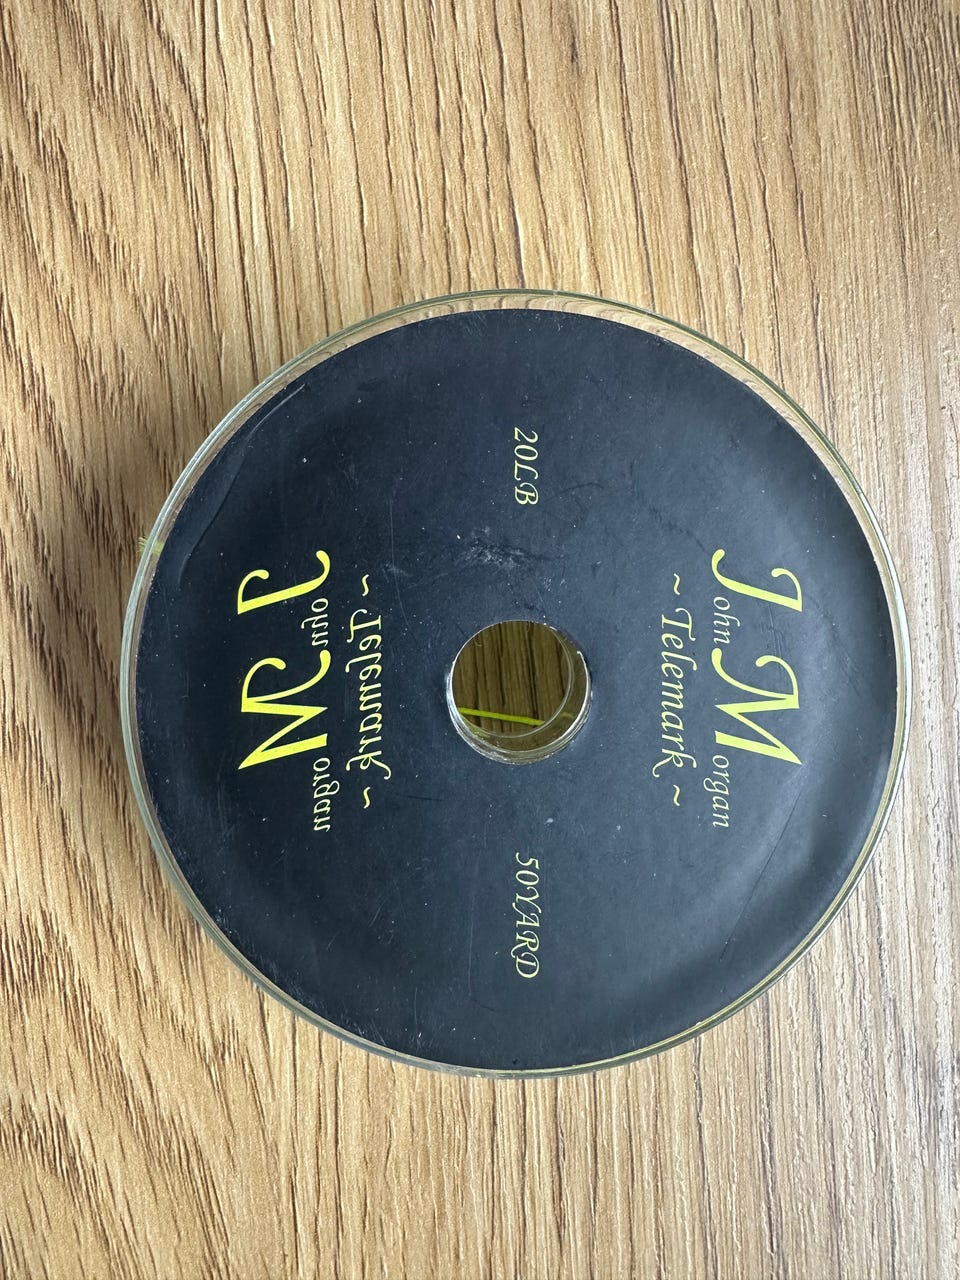 John Morgan
~ Telemark ~
20LB
50YARD
~ Telemark ~
John Morgan